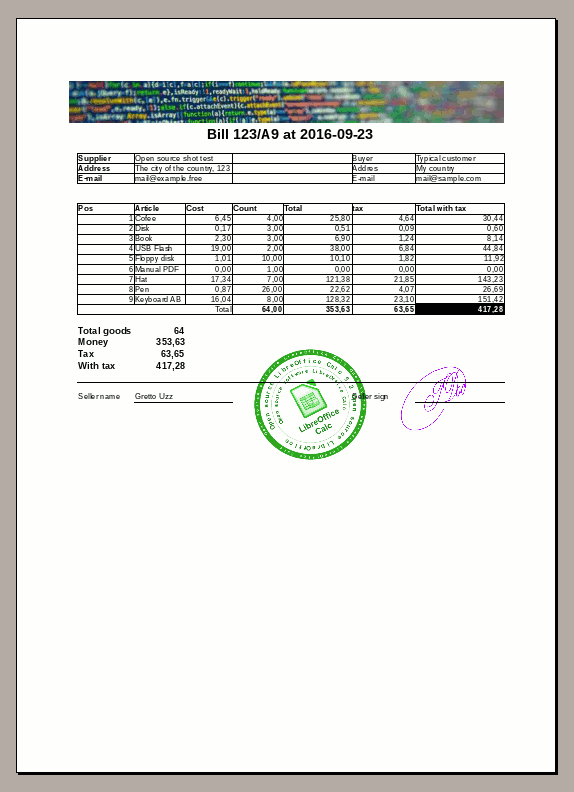 Bill 123/A9 at 2016-09-23
Supplier Open source shot test Buyer Typical customer
Address The city of the country, 123 Addres My country
E-mail mail@example.free E-mail mail@sample.com
Pos Article Cost Count Total tax Total with tax
1 Cofee 6,45 4,00 25,80 4,64 30,44
2 Disk 0,17 3,00 0,51 0,09 0,60
3 Book 2,30 3,00 6,90 1,24 8,14
4 USB Flash 19,00 2,00 38,00 6,84 44,84
5 Floppy disk 1,01 10,00 10,10 1,82 11,92
6 Manual PDF 0,00 1,00 0,00 0,00 0,00
7 Hat 17,34 7,00 121,38 21,85 143,23
8 Pen 0,87 26,00 22,62 4,07 26,69
9 Keyboard AB 16,04 8,00 128,32 23,10 151,42
Total 64,00 353,63 63,65 417,28
Total goods 64
Money 353,63
Tax 63,65
With tax 417,28
Seller name Gretto Uzz sign
LibreOffice
Calc